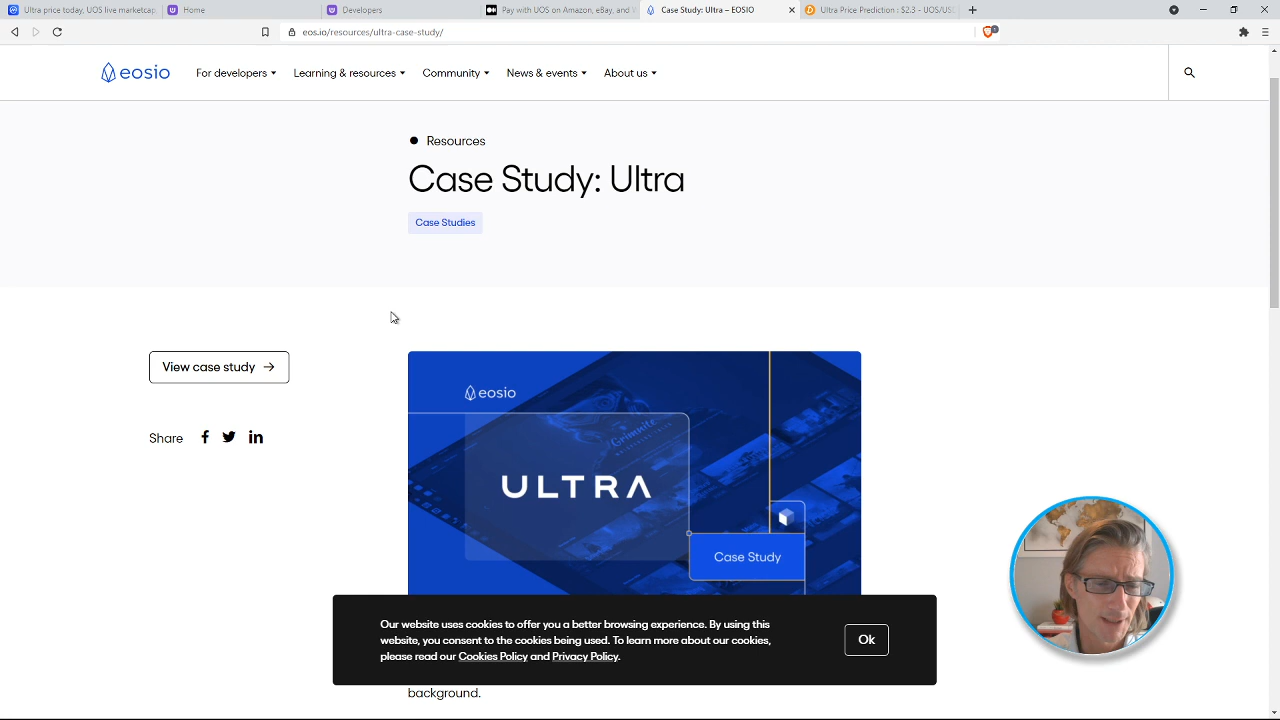 Ultra price today, UOS live marketcap
Home
Developers
Pay with UOS on Amazon, eBay, and
Case Study: Ultra – EOSIO
Ultra Price Prediction : $2.3 - UOS/US
eos.io/resources/ultra-case-study/
eosio
For developers
Learning & resources
Community
News & events
About us
Resources
Case Study: Ultra
Case Studies
View case study
Share
eosio
Grimnite
ULTRA
Case Study
Our website uses cookies to offer you a better browsing experience. By using this
website, you consent to the cookies being used. To learn more about our cookies,
please read our Cookies Policy and Privacy Policy.
Ok
background.